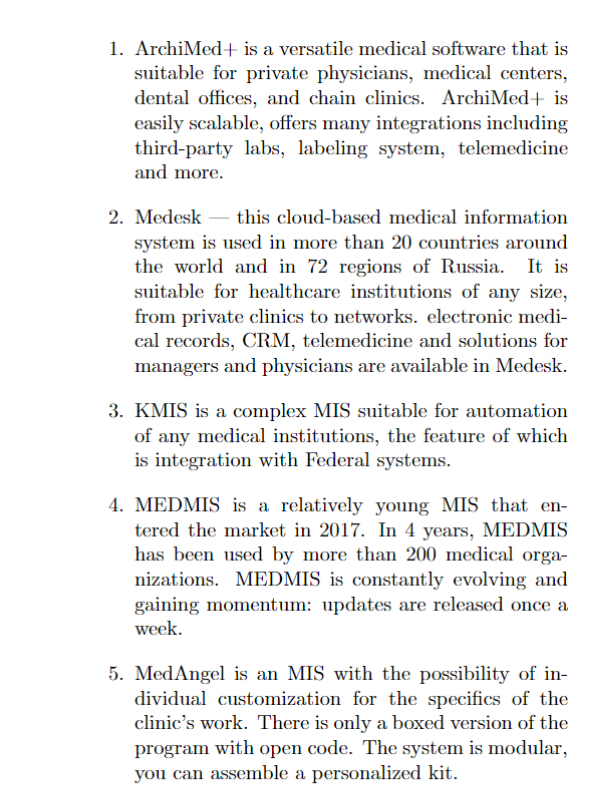 1. ArchiMed+ is a versatile medical software that is
suitable for private physicians, medical centers,
dental offices, and chain clinics. ArchiMed+ is
easily scalable, offers many integrations including
third-party labs, labeling system, telemedicine
and more.
2. Medesk — this cloud-based medical information
system is used in more than 20 countries around
the world and in 72 regions of Russia. It is
suitable for healthcare institutions of any size,
from private clinics to networks. electronic medi-
cal records, CRM, telemedicine and solutions for
managers and physicians are available in Medesk.
3. KMIS is a complex MIS suitable for automation
of any medical institutions, the feature of which
is integration with Federal systems.
4. MEDMIS is a relatively young MIS that en-
tered the market in 2017. In 4 years, MEDMIS
has been used by more than 200 medical orga-
nizations. MEDMIS is constantly evolving and
gaining momentum: updates are released once a
week.
5. MedAngel is an MIS with the possibility of in-
dividual customization for the specifics of the
clinic's work. There is only a boxed version of the
program with open code. The system is modular,
you can assemble a personalized kit.